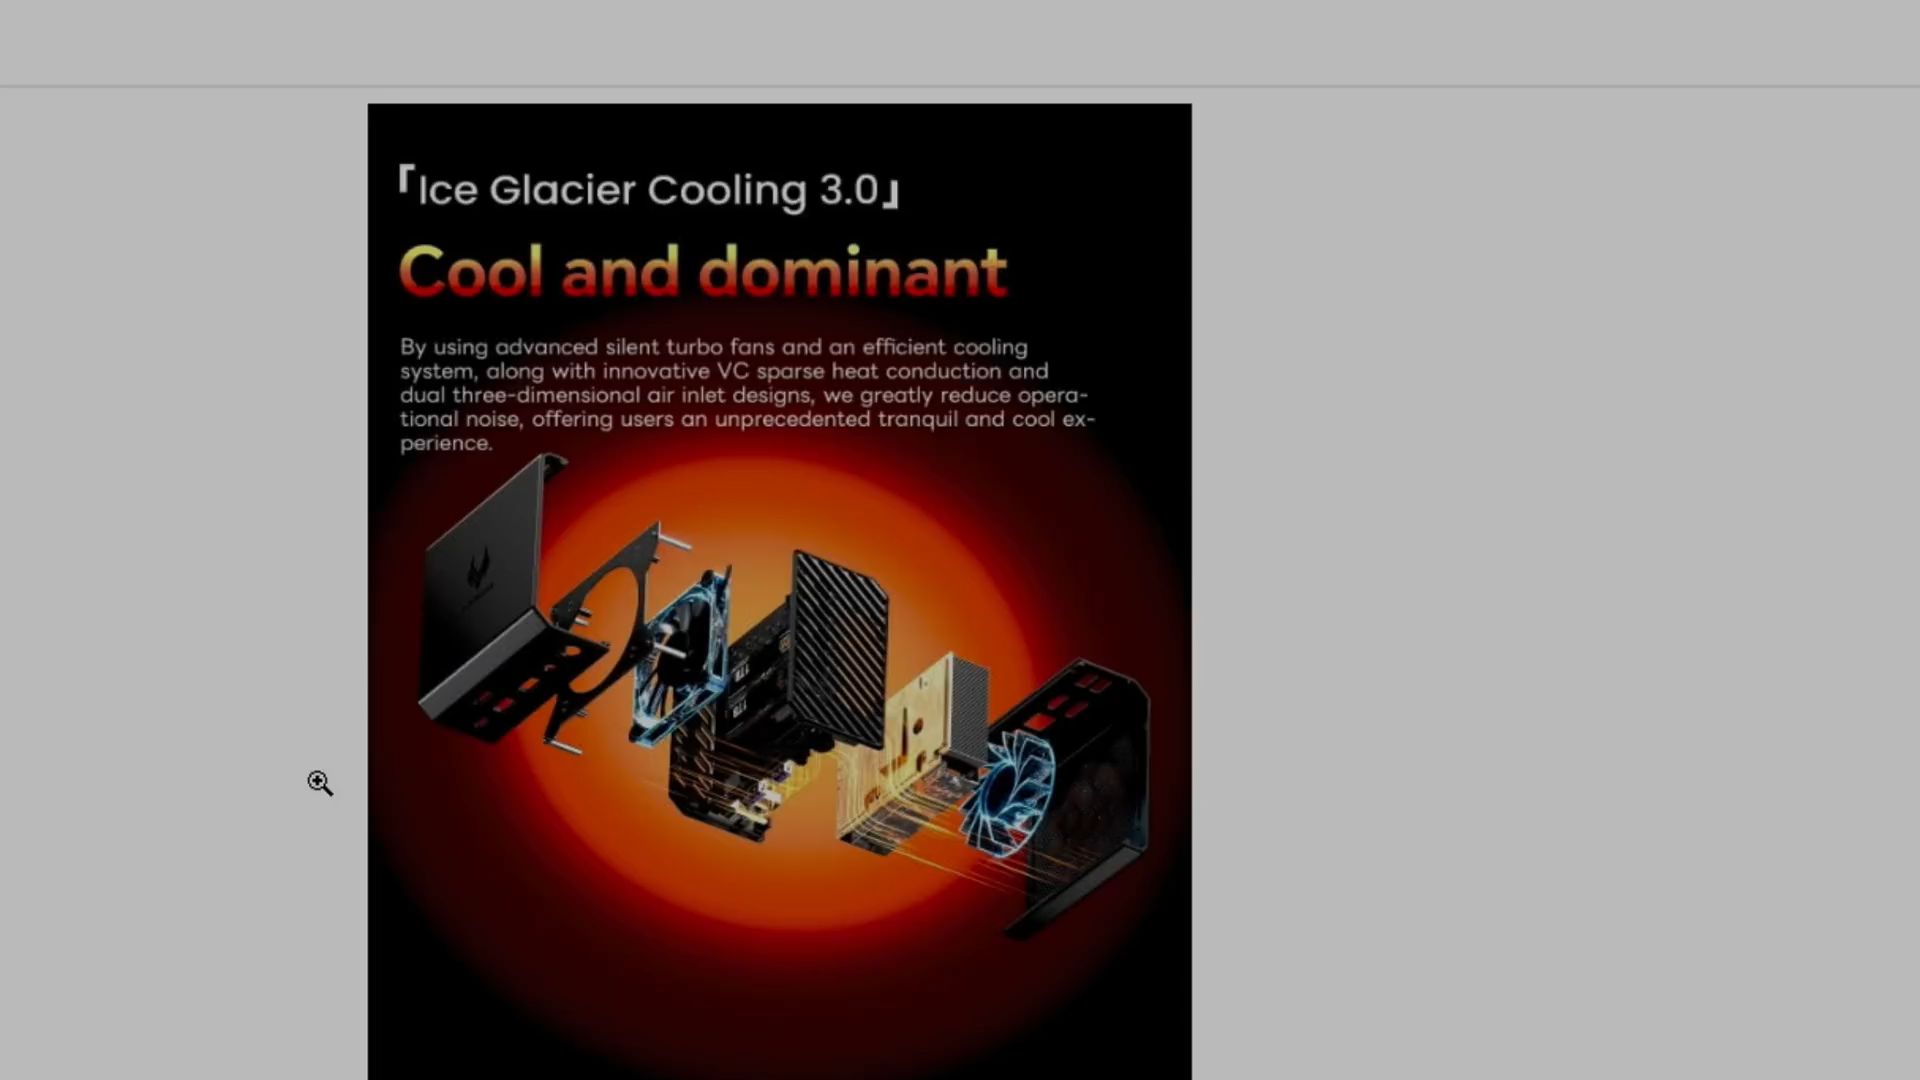 「Ice Glacier Cooling 3.0」
Cool and dominant
By using advanced silent turbo fans and an efficient cooling
system, along with innovative VC sparse heat conduction and
dual three-dimensional air inlet designs, we greatly reduce opera-
tional noise, offering users an unprecedented tranquil and cool ex-
perience.
1TB
1TB